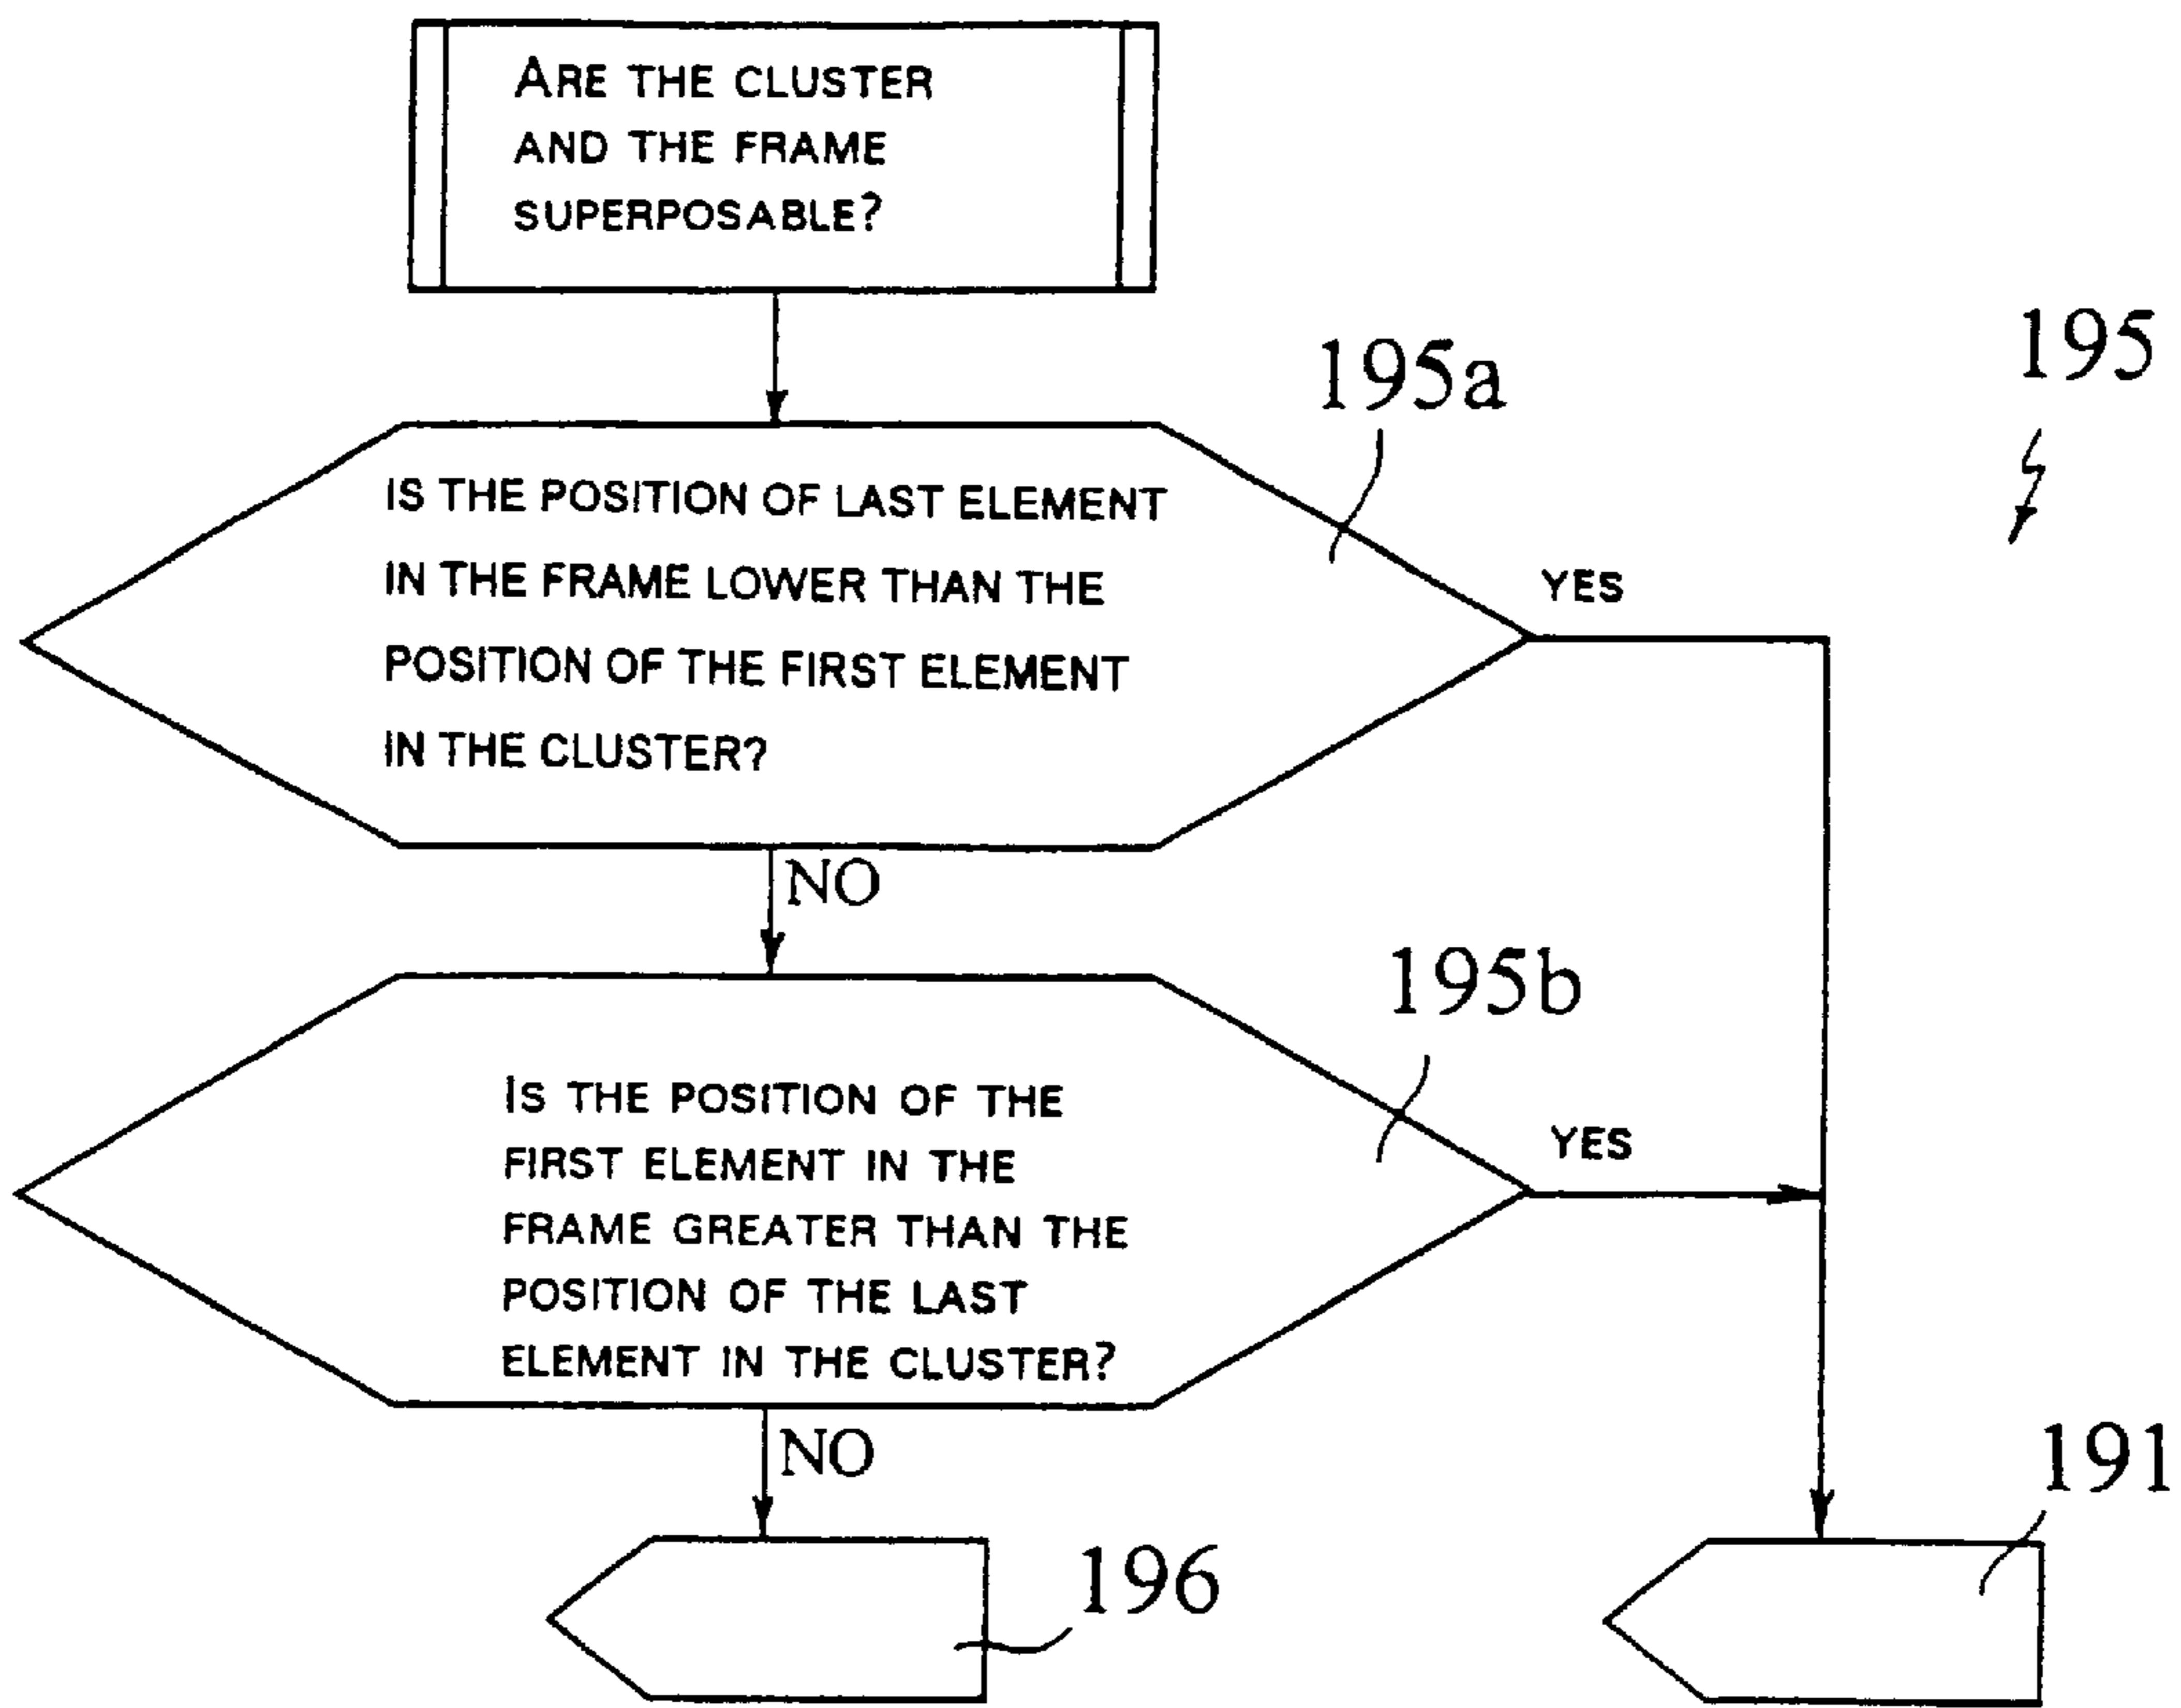 ARE THE CLUSTER
AND THE FRAME
SUPERPOSABLE?
195a
195
IS THE POSITION OF LAST ELEMENT
IN THE FRAME LOWER THAN THE
POSITION OF THE FIRST ELEMENT
IN THE CLUSTER?
YES
NO
195b
IS THE POSITION OF THE
FIRST ELEMENT IN THE
FRAME GREATER THAN THE
POSITION OF THE LAST
ELEMENT IN THE CLUSTER?
YES
NO
196
191